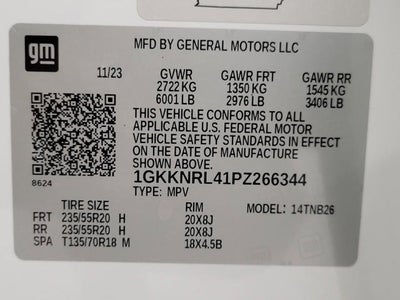 gm
MFD BY GENERAL MOTORS LLC
11/23 GVWR GAWR FRT GAWR RR
2722 KG 1350 KG 1545 KG
6001 LB 2976 LB 3406 LB
THIS VEHICLE CONFORMS TO ALL
APPLICABLE U.S. FEDERAL MOTOR
VEHICLE SAFETY STANDARDS IN EFFECT
ON THE DATE OF MANUFACTURE
SHOWN ABOVE.
8624
1GKKNRL41PZ266344
TYPE: MPV
TIRE SIZE RIM MODEL: 14TNB26
FRT 235/55R20 H 20X8J
RR 235/55R20 H 20X8J
SPA T135/70R18 M 18X4.5B